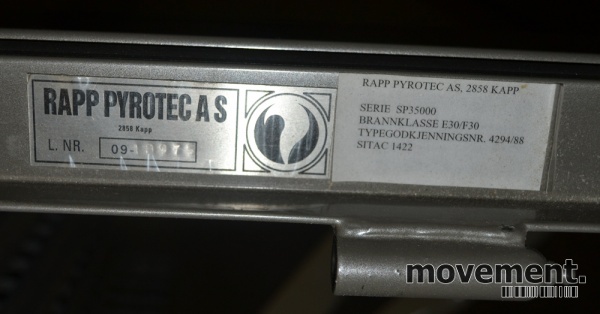 RAPP PYROTEC A S
2858 Kapp
L. NR.
RAPP PYROTEC AS, 2858 KAPP
SERIE SP35000
BRANNKLASSE E30/F30
TYPEGODKJENNINGSNR. 4294/88
SITAC 1422
movement.